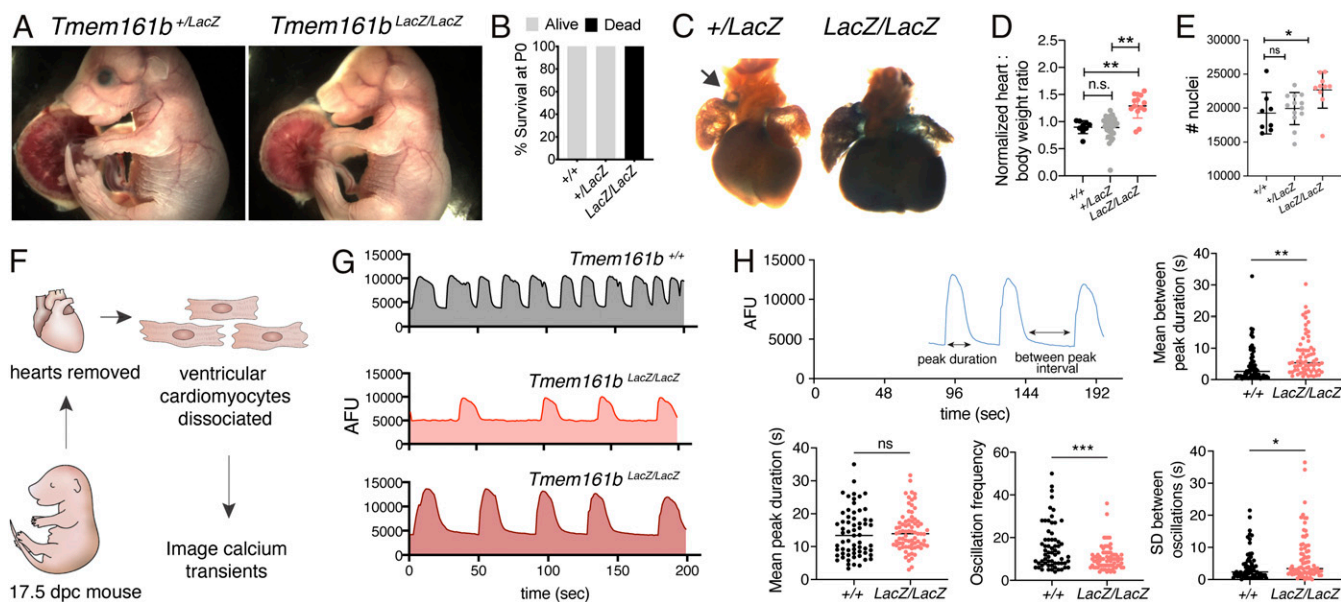 A
Tmem161b +/LacZ
Tmem161b LacZ/LacZ
B
Alive Dead
% Survival at P0
100
80
60
40
20
0
+/+
+/LacZ
LacZ/LacZ
C
+/LacZ
LacZ/LacZ
D
Normalized heart :
body weight ratio
2.5
2.0
1.5
1.0
0.5
0.1
**
**
n.s.
+/+
+/LacZ
LacZ/LacZ
E
# nuclei
30000
25000
20000
15000
10000
*
ns
+/+
+/LacZ
LacZ/LacZ
F
hearts removed
ventricular
cardiomyocytes
dissociated
17.5 dpc mouse
Image calcium
transients
G
AFU
Tmem161b +/+
15000
10000
5000
0
Tmem161b LacZ/LacZ
15000
10000
5000
0
Tmem161b LacZ/LacZ
15000
10000
5000
0
0 50 100 150 200
time (sec)
H
AFU
15000
10000
5000
0
peak duration
between peak
interval
0 48 96 144 192
time (sec)
Mean between
peak duration (s)
40
30
20
10
0
**
+/+ LacZ/LacZ
Mean peak duration (s)
40
30
20
10
0
ns
+/+ LacZ/LacZ
Oscillation frequency
60
40
20
0
***
+/+ LacZ/LacZ
SD between
oscillations (s)
40
30
20
10
0
*
+/+ LacZ/LacZ